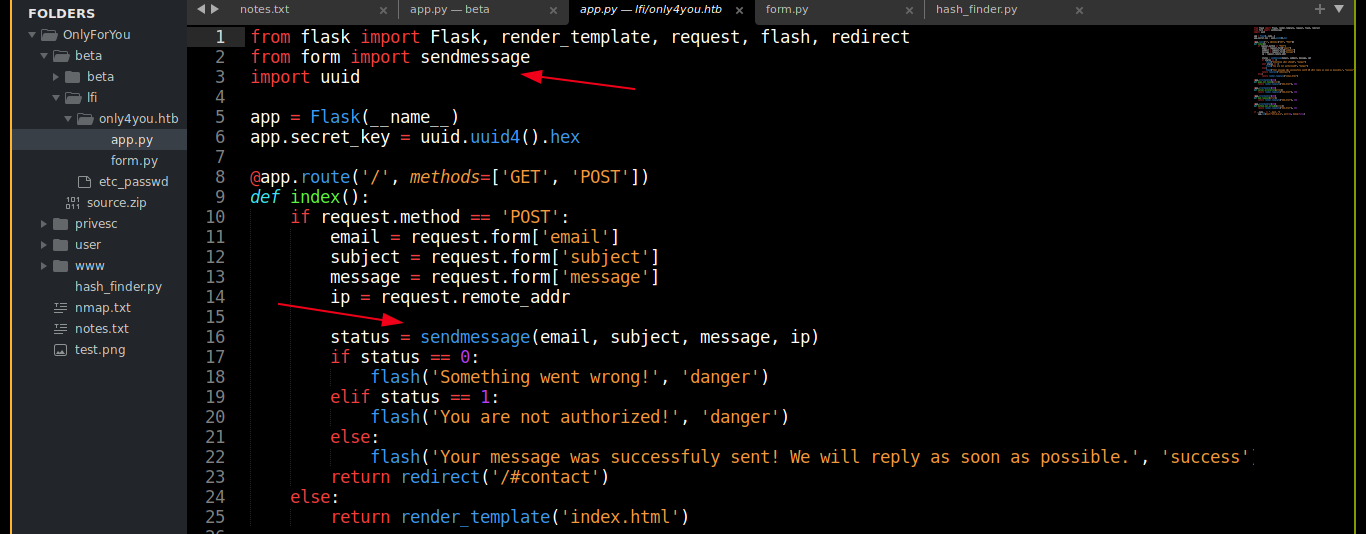 FOLDERS
OnlyForYou
beta
beta
lfi
only4you.htb
app.py
form.py
etc_passwd
source.zip
privesc
user
www
hash_finder.py
nmap.txt
notes.txt
test.png
notes.txt
app.py — beta
app.py — lfi/only4you.htb
form.py
hash_finder.py
1 from flask import Flask, render_template, request, flash, redirect
2 from form import sendmessage
3 import uuid
4
5 app = Flask(__name__)
6 app.secret_key = uuid.uuid4().hex
7
8 @app.route('/', methods=['GET', 'POST'])
9 def index():
10 if request.method == 'POST':
11 email = request.form['email']
12 subject = request.form['subject']
13 message = request.form['message']
14 ip = request.remote_addr
15
16 status = sendmessage(email, subject, message, ip)
17 if status == 0:
18 flash('Something went wrong!', 'danger')
19 elif status == 1:
20 flash('You are not authorized!', 'danger')
21 else:
22 flash('Your message was successfuly sent! We will reply as soon as possible.', 'success'
23 return redirect('/#contact')
24 else:
25 return render_template('index.html')